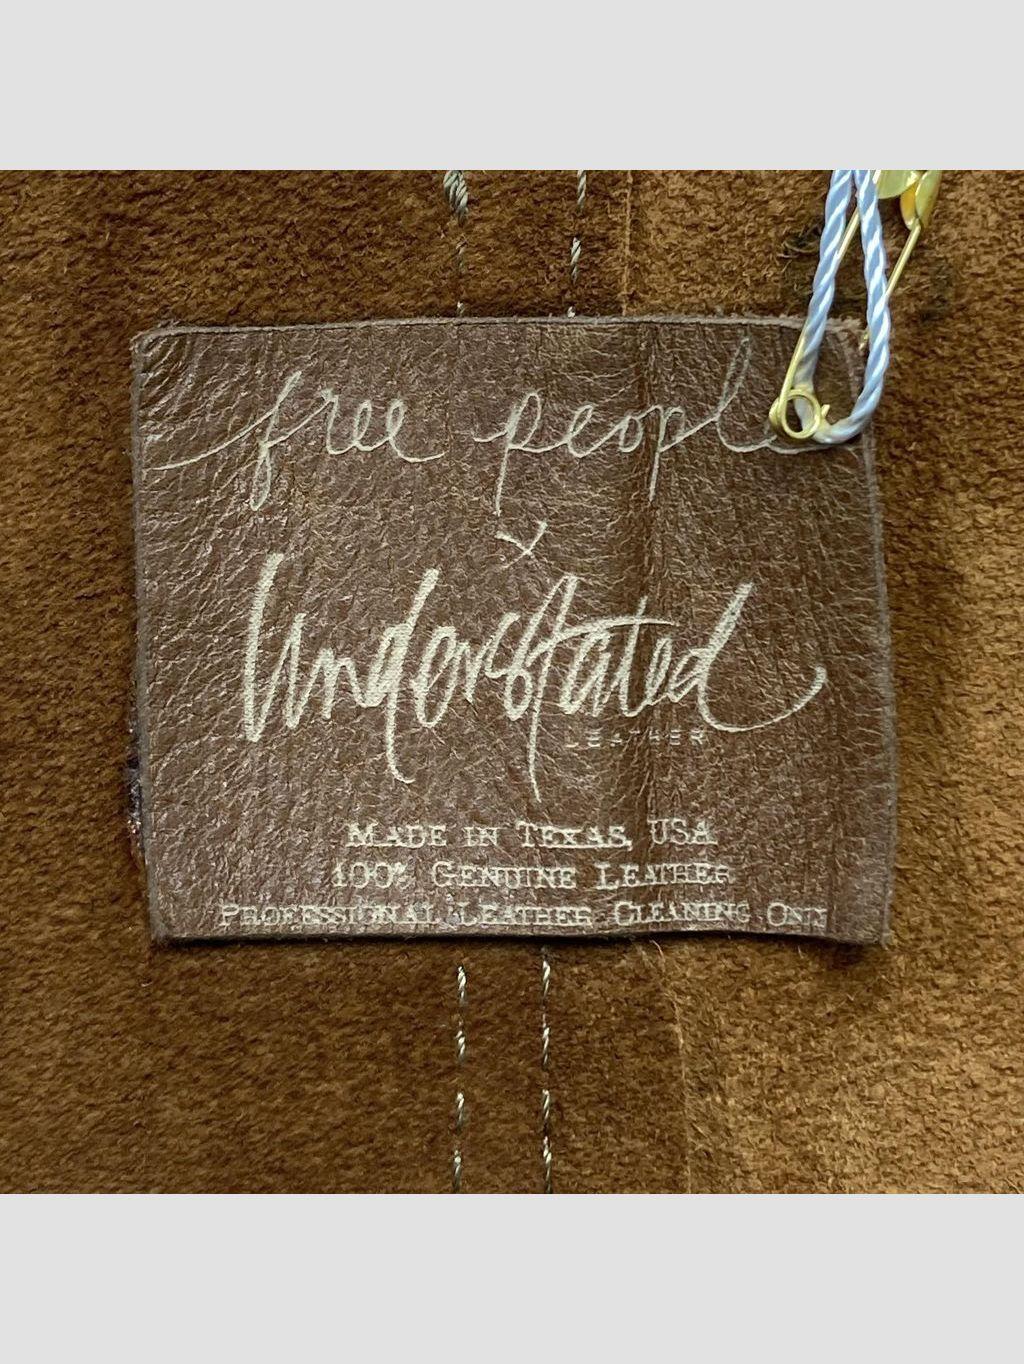 free people
x
Understated
LEATHER
MADE IN TEXAS, USA
100% GENUINE LEATHER
PROFESSIONAL LEATHER CLEANING ONLY